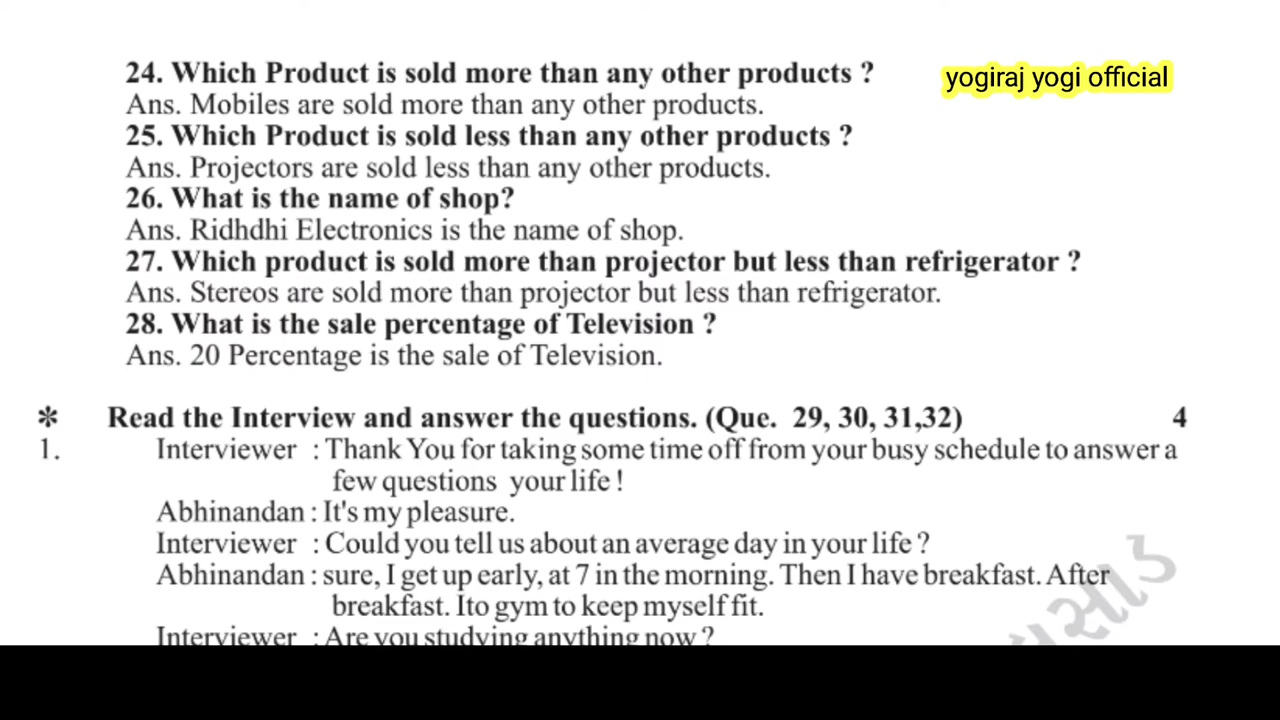 24. Which Product is sold more than any other products ?
yogiraj yogi official
Ans. Mobiles are sold more than any other products.
25. Which Product is sold less than any other products ?
Ans. Projectors are sold less than any other products.
26. What is the name of shop?
Ans. Ridhdhi Electronics is the name of shop.
27. Which product is sold more than projector but less than refrigerator ?
Ans. Stereos are sold more than projector but less than refrigerator.
28. What is the sale percentage of Television ?
Ans. 20 Percentage is the sale of Television.
* Read the Interview and answer the questions. (Que. 29, 30, 31,32) 4
1. Interviewer : Thank You for taking some time off from your busy schedule to answer a
few questions your life !
Abhinandan : It's my pleasure.
Interviewer : Could you tell us about an average day in your life ?
Abhinandan : sure, I get up early, at 7 in the morning. Then I have breakfast. After
breakfast. Ito gym to keep myself fit.
Interviewer : Are you studying anything now ?